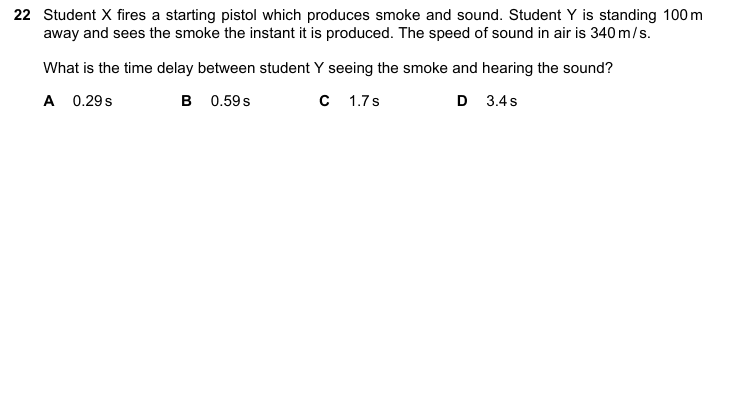 22 Student X fires a starting pistol which produces smoke and sound. Student Y is standing 100 m
away and sees the smoke the instant it is produced. The speed of sound in air is 340 m / s.
What is the time delay between student Y seeing the smoke and hearing the sound?
A 0.29 s B 0.59 s C 1.7 s D 3.4 s